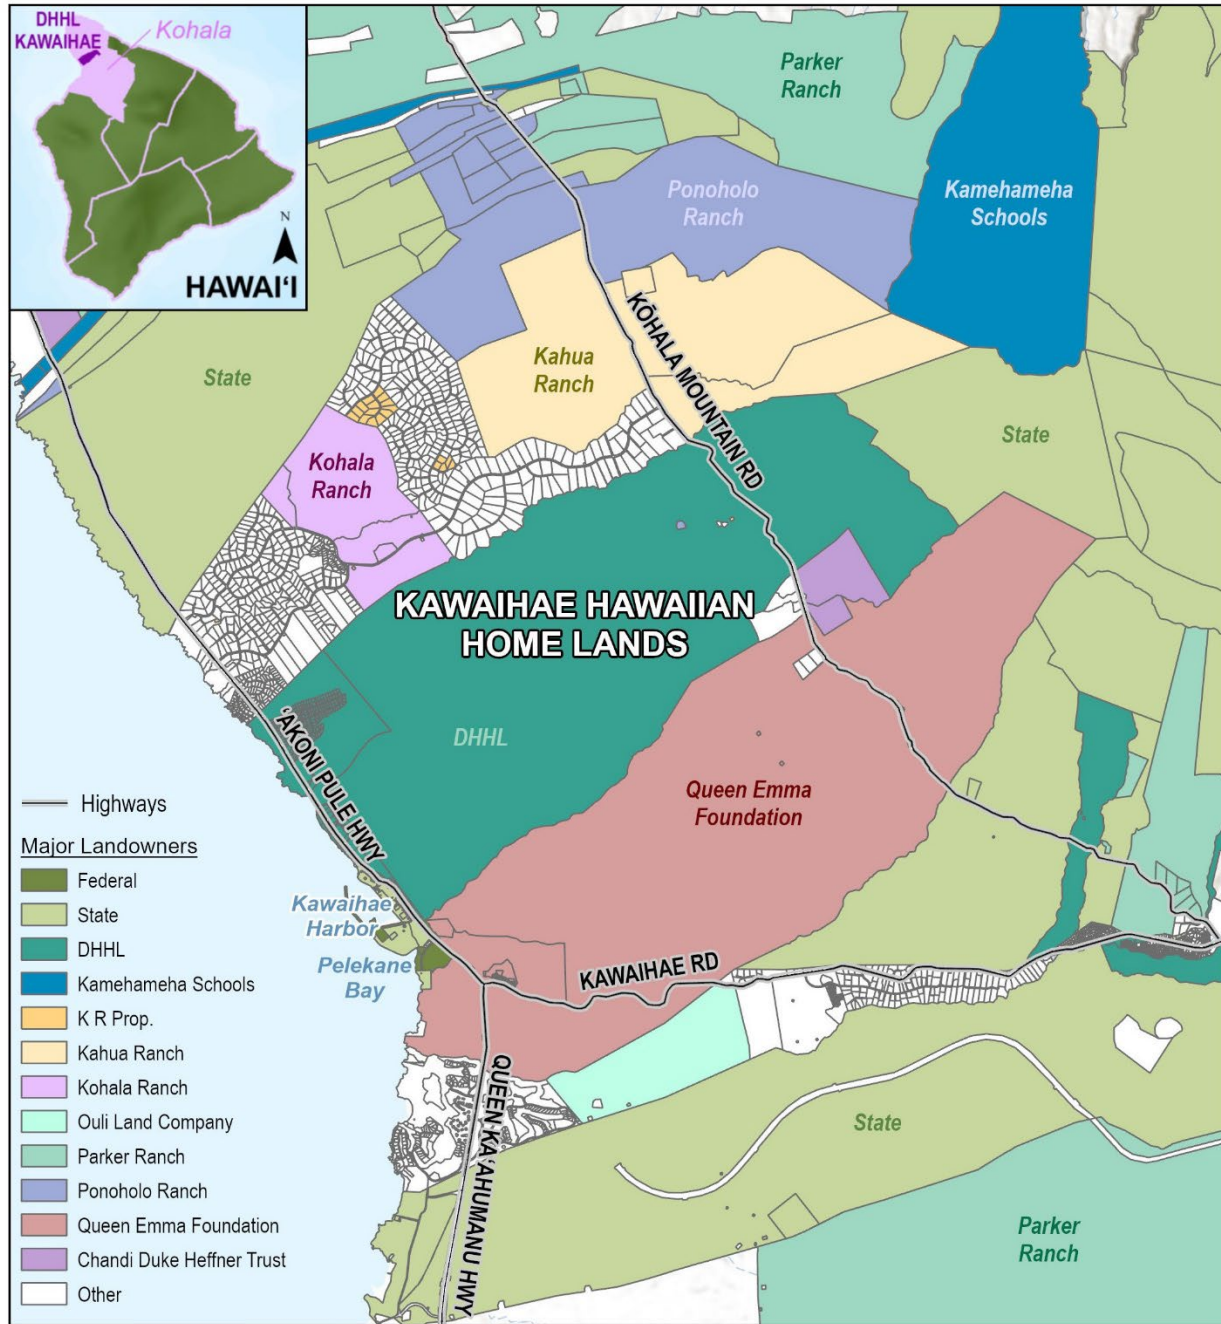 DHHL
KAWAIHAE
Kohala
N
HAWAIʻI
Parker
Ranch
Ponoholo
Ranch
Kamehameha
Schools
KŌHALA MOUNTAIN RD
State
Kahua
Ranch
State
Kohala
Ranch
KAWAIHAE HAWAIIAN
HOME LANDS
DHHL
ʻAKONI PULE HWY
Queen Emma
Foundation
Kawaihae
Harbor
Pelekane
Bay
KAWAIHAE RD
QUEEN KAʻAHUMANU HWY
State
Parker
Ranch
Highways
Major Landowners
Federal
State
DHHL
Kamehameha Schools
K R Prop.
Kahua Ranch
Kohala Ranch
Ouli Land Company
Parker Ranch
Ponoholo Ranch
Queen Emma Foundation
Chandi Duke Heffner Trust
Other